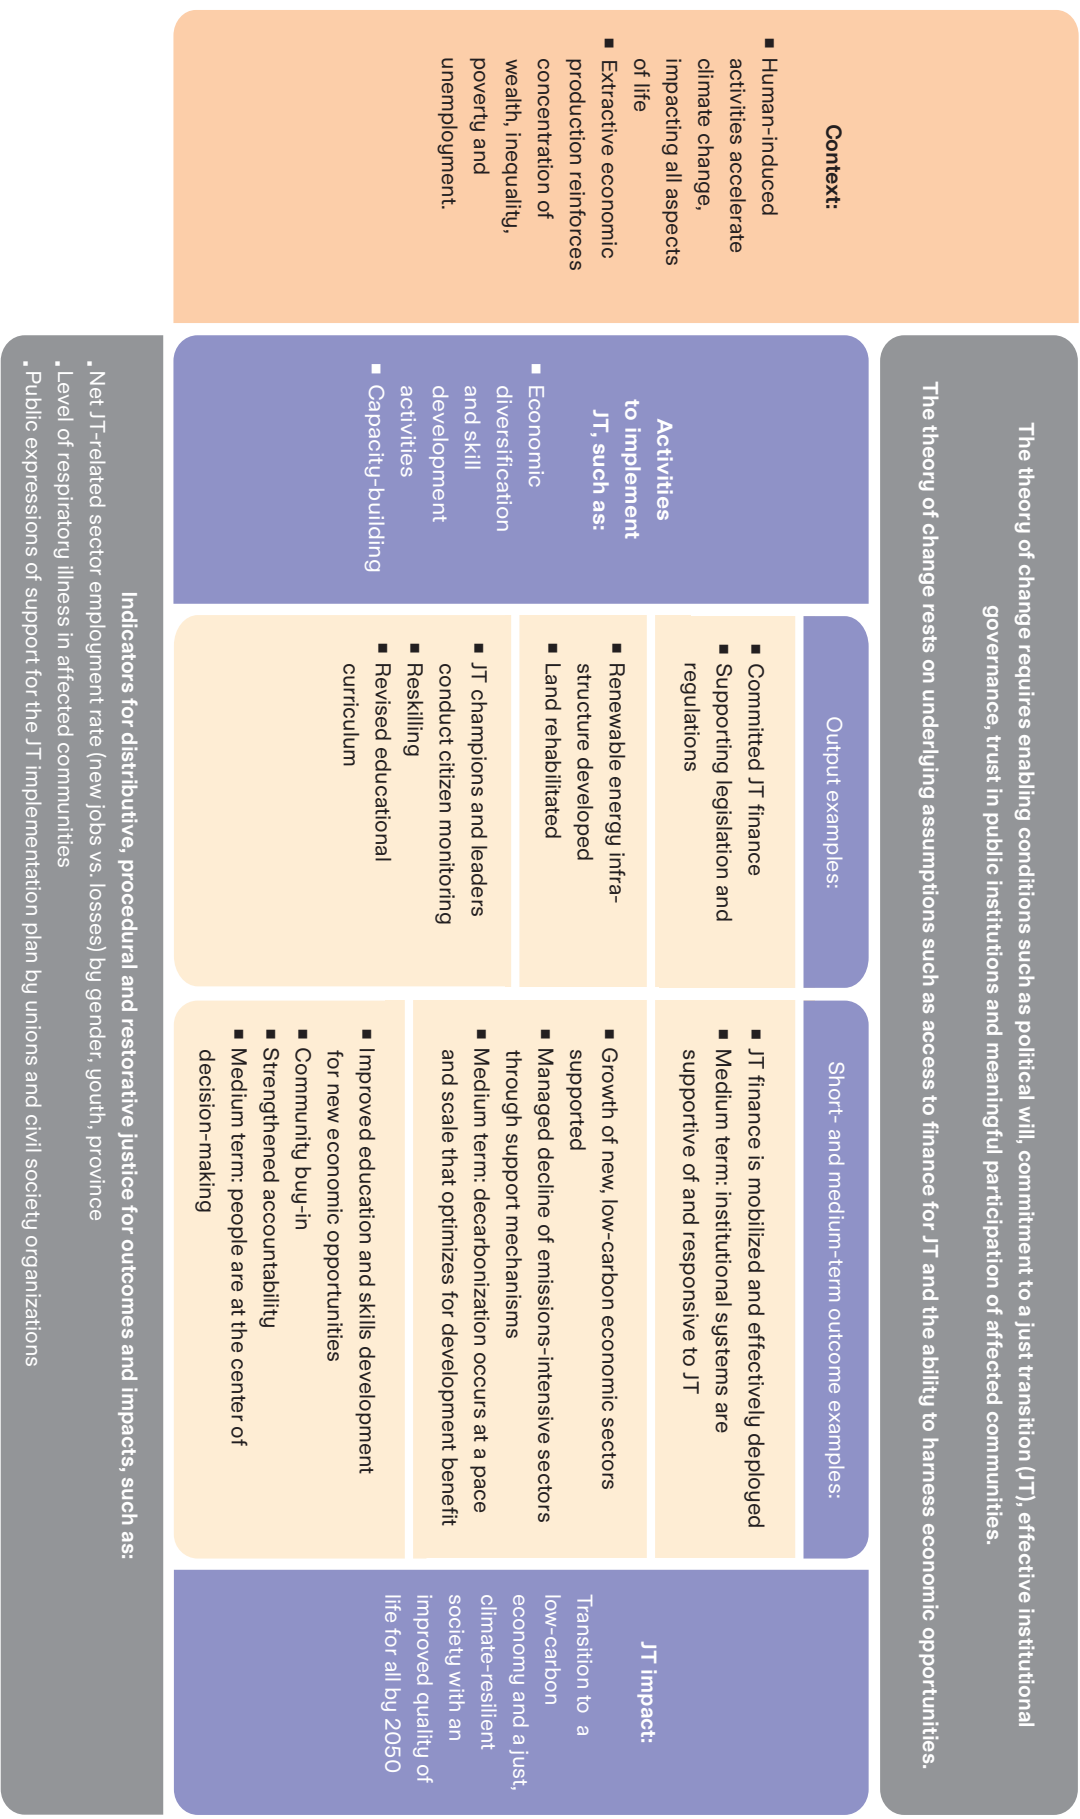 The theory of change requires enabling conditions such as political will, commitment to a just transition (JT), effective institutional
governance, trust in public institutions and meaningful participation of affected communities.
The theory of change rests on underlying assumptions such as access to finance for JT and the ability to harness economic opportunities.
Context:
■ Human-induced
activities accelerate
climate change,
impacting all aspects
of life
■ Extractive economic
production reinforces
concentration of
wealth, inequality,
poverty and
unemployment.
Activities
to implement
JT, such as:
■ Economic
diversification
and skill
development
activities
■ Capacity-building
Output examples:
■ Committed JT finance
■ Supporting legislation and
regulations
■ Renewable energy infra-
structure developed
■ Land rehabilitated
■ JT champions and leaders
conduct citizen monitoring
■ Reskilling
■ Revised educational
curriculum
Short- and medium-term outcome examples:
■ JT finance is mobilized and effectively deployed
■ Medium term: institutional systems are
supportive of and responsive to JT
■ Growth of new, low-carbon economic sectors
supported
■ Managed decline of emissions-intensive sectors
through support mechanisms
■ Medium term: decarbonization occurs at a pace
and scale that optimizes for development benefit
■ Improved education and skills development
for new economic opportunities
■ Community buy-in
■ Strengthened accountability
■ Medium term: people are at the center of
decision-making
JT impact:
Transition to a
low-carbon
economy and a just,
climate-resilient
society with an
improved quality of
life for all by 2050
Indicators for distributive, procedural and restorative justice for outcomes and impacts, such as:
▪ Net JT-related sector employment rate (new jobs vs. losses) by gender, youth, province
▪ Level of respiratory illness in affected communities
▪ Public expressions of support for the JT implementation plan by unions and civil society organizations